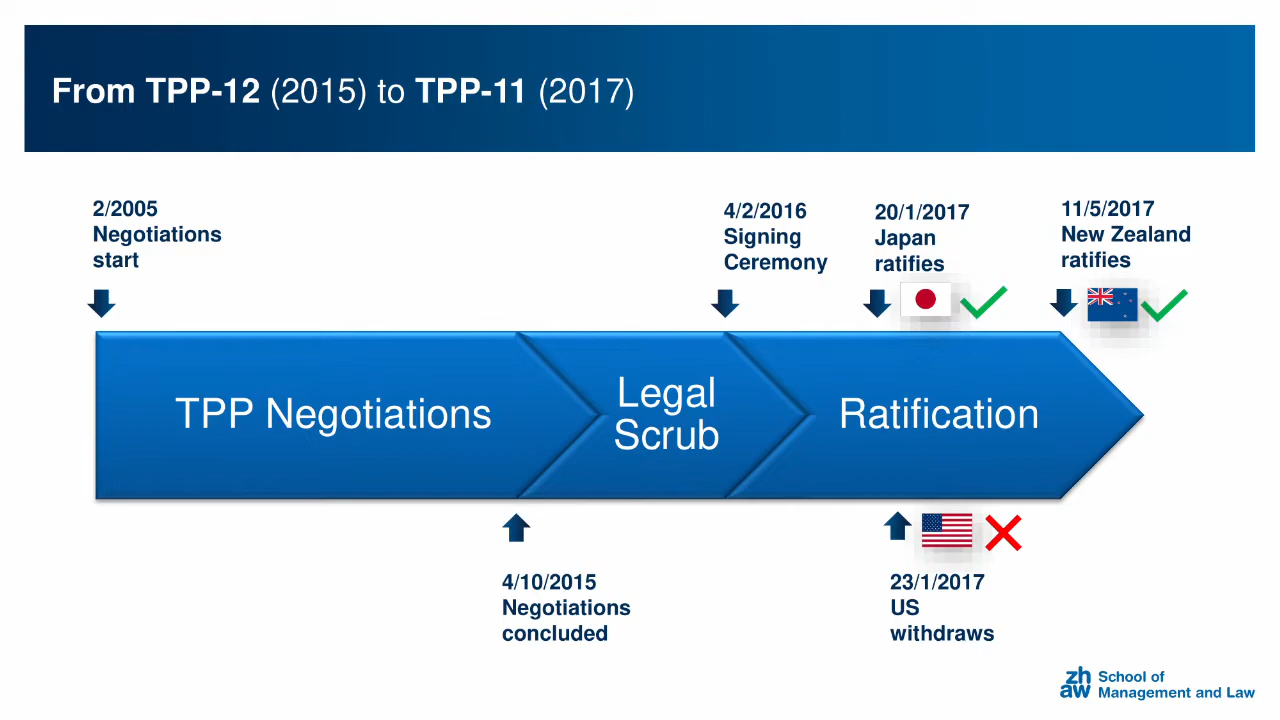 From TPP-12 (2015) to TPP-11 (2017)
2/2005
Negotiations
start
4/2/2016
Signing
Ceremony
20/1/2017
Japan
ratifies
11/5/2017
New Zealand
ratifies
TPP Negotiations
Legal
Scrub
Ratification
4/10/2015
Negotiations
concluded
23/1/2017
US
withdraws
zh
aw
School of
Management and Law